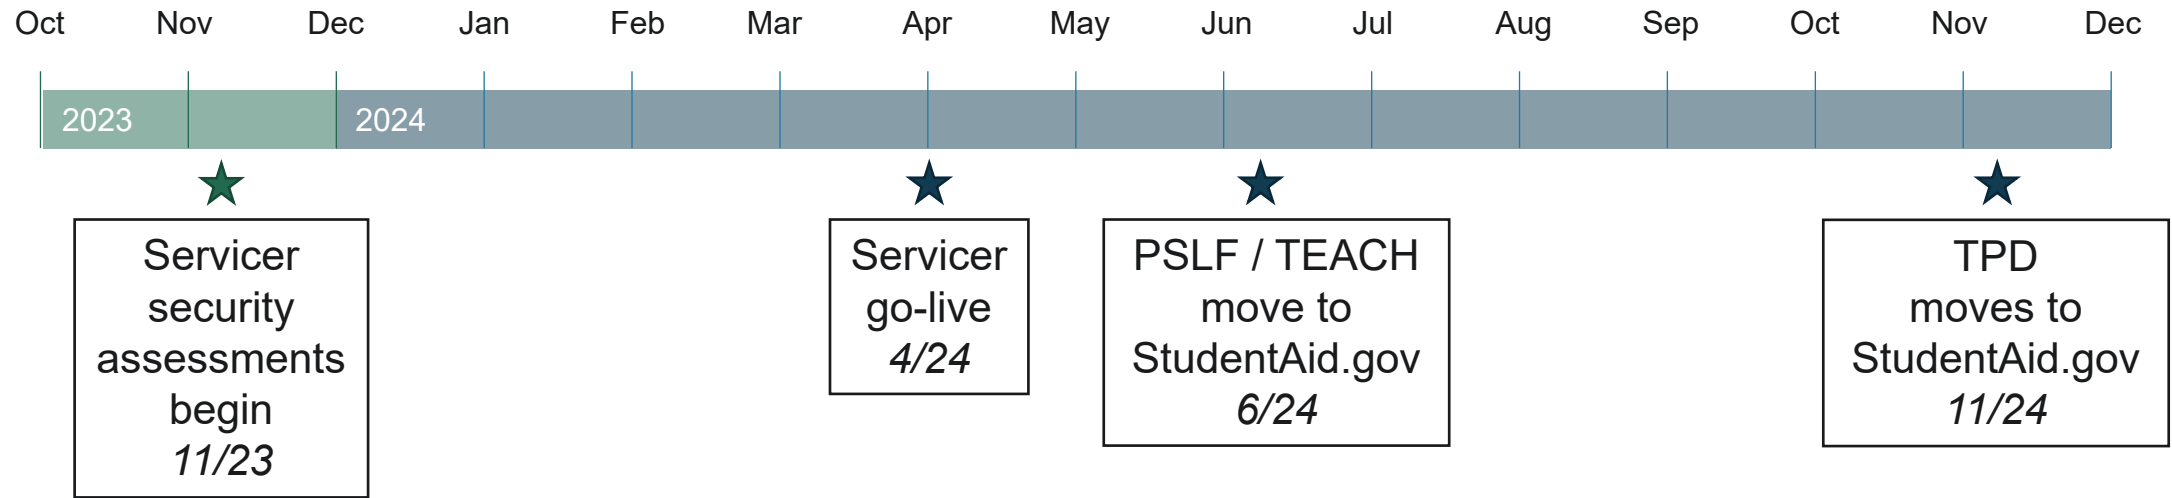 Oct Nov Dec Jan Feb Mar Apr May Jun Jul Aug Sep Oct Nov Dec
2023 2024
Servicer
security
assessments
begin
11/23
Servicer
go-live
4/24
PSLF / TEACH
move to
StudentAid.gov
6/24
TPD
moves to
StudentAid.gov
11/24